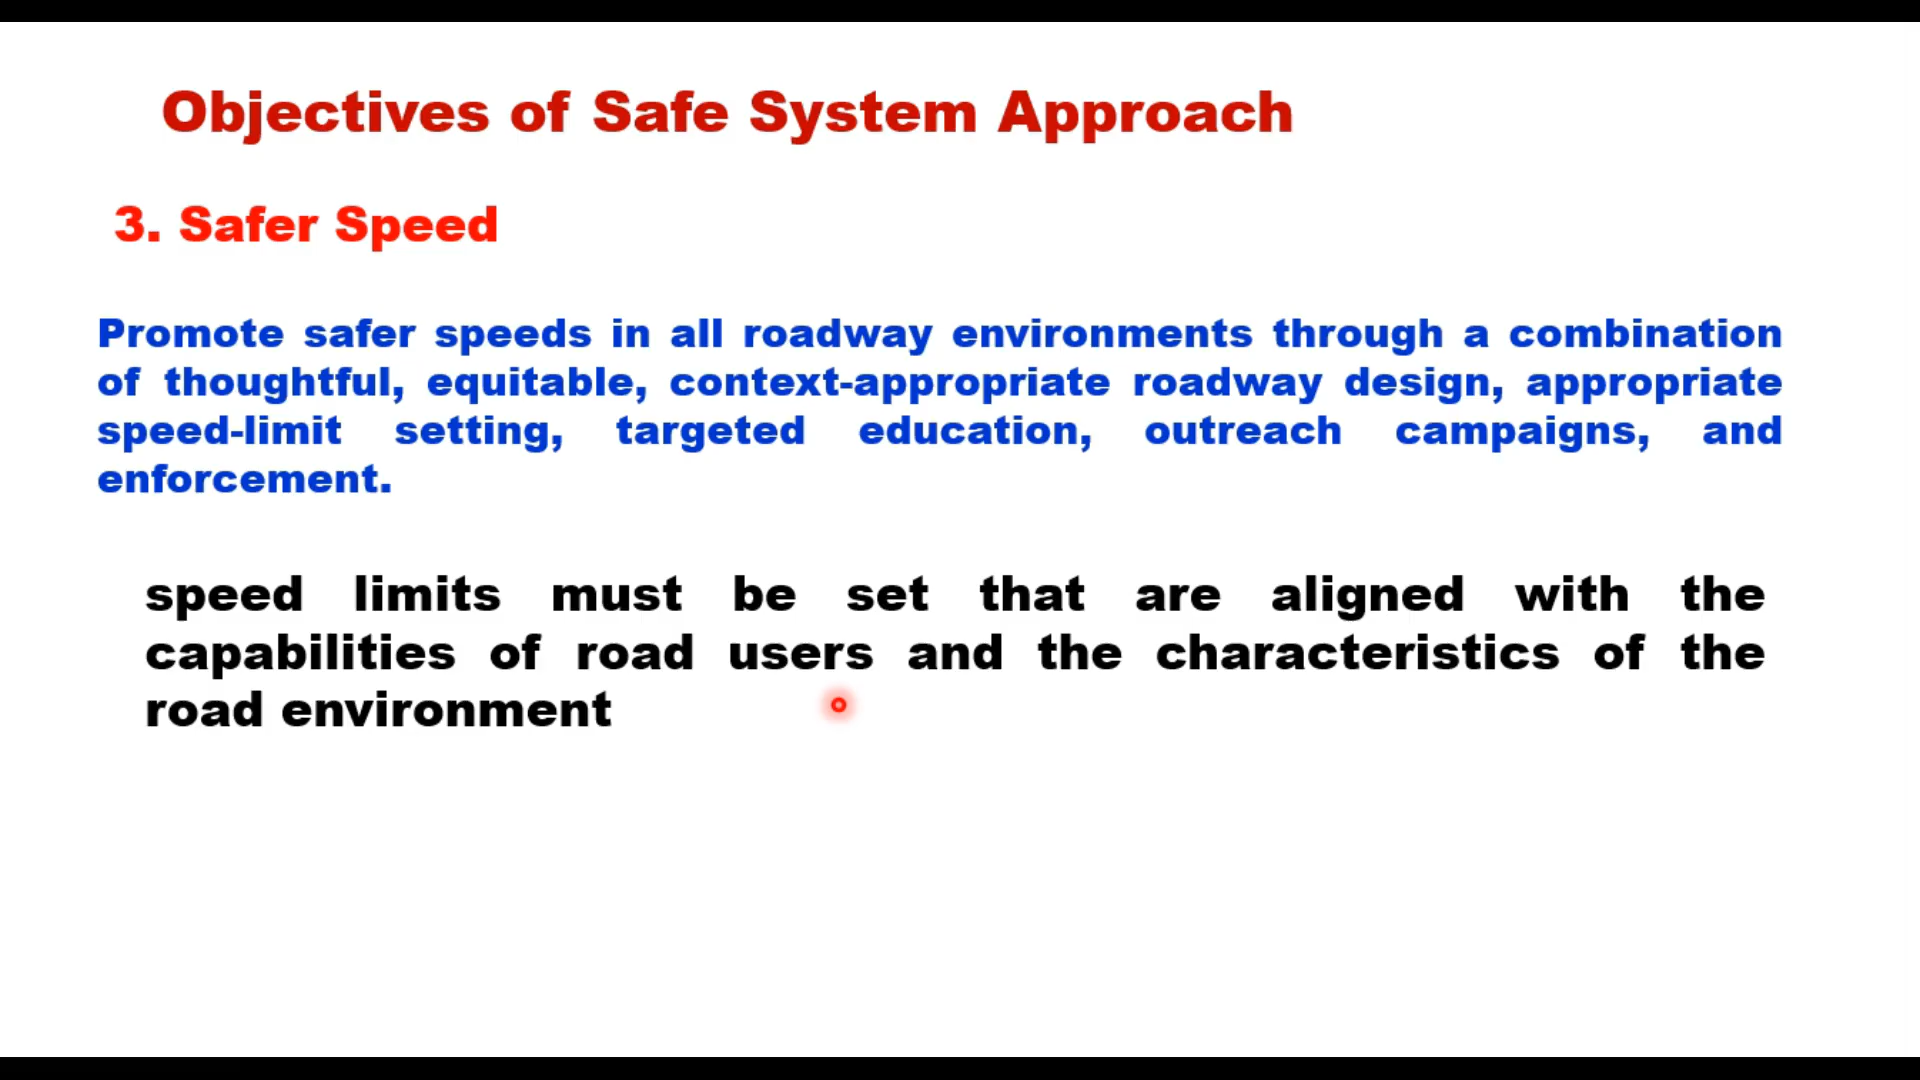 Objectives of Safe System Approach
3. Safer Speed
Promote safer speeds in all roadway environments through a combination
of thoughtful, equitable, context-appropriate roadway design, appropriate
speed-limit setting, targeted education, outreach campaigns, and
enforcement.
speed limits must be set that are aligned with the
capabilities of road users and the characteristics of the
road environment